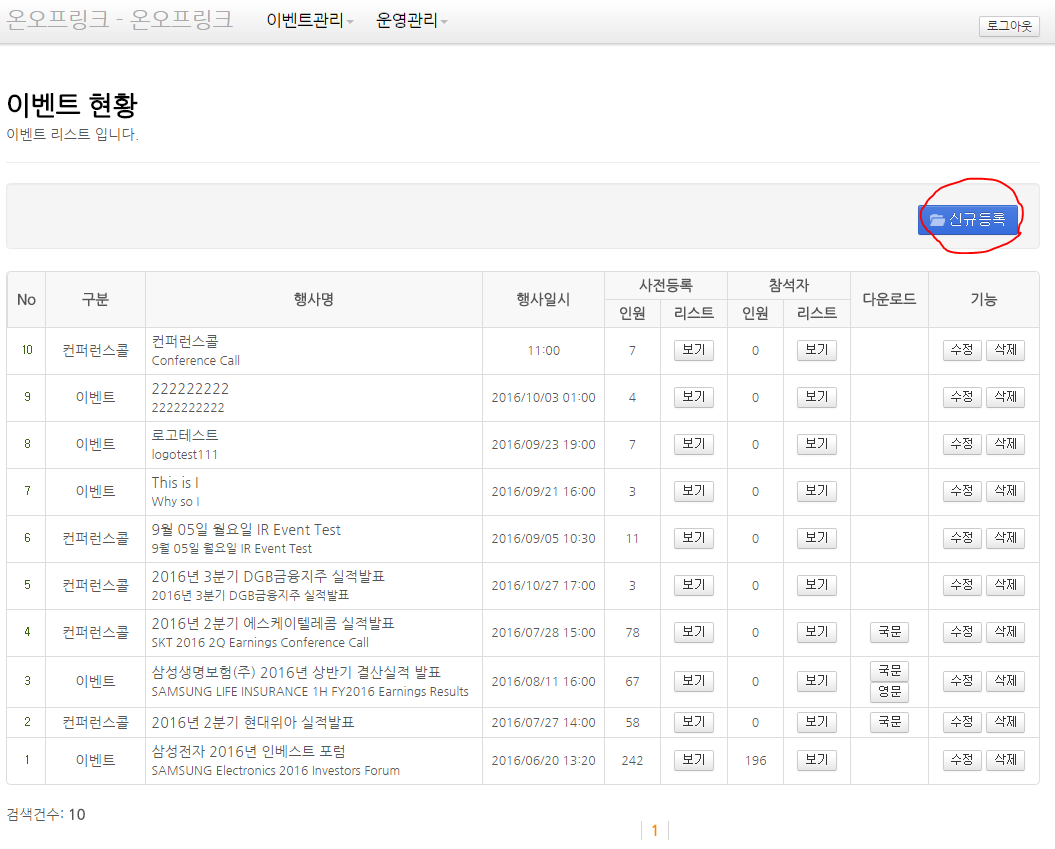 온오프링크 - 온오프링크 이벤트관리 운영관리 로그아웃
이벤트 현황
이벤트 리스트 입니다.
신규등록
No 구분 행사명 행사일시 사전등록 참석자 다운로드 기능
인원 리스트 인원 리스트
10 컨퍼런스콜 컨퍼런스콜 11:00 7 보기 0 보기 수정 삭제
Conference Call
9 이벤트 222222222 2016/10/03 01:00 4 보기 0 보기 수정 삭제
2222222222
8 이벤트 로고테스트 2016/09/23 19:00 7 보기 0 보기 수정 삭제
logotest111
7 이벤트 This is I 2016/09/21 16:00 3 보기 0 보기 수정 삭제
Why so I
6 컨퍼런스콜 9월 05일 월요일 IR Event Test 2016/09/05 10:30 11 보기 0 보기 수정 삭제
9월 05일 월요일 IR Event Test
5 컨퍼런스콜 2016년 3분기 DGB금융지주 실적발표 2016/10/27 17:00 3 보기 0 보기 수정 삭제
2016년 3분기 DGB금융지주 실적발표
4 컨퍼런스콜 2016년 2분기 에스케이텔레콤 실적발표 2016/07/28 15:00 78 보기 0 보기 국문 수정 삭제
SKT 2016 2Q Earnings Conference Call
3 이벤트 삼성생명보험(주) 2016년 상반기 결산실적 발표 2016/08/11 16:00 67 보기 0 보기 국문 수정 삭제
SAMSUNG LIFE INSURANCE 1H FY2016 Earnings Results 영문
2 컨퍼런스콜 2016년 2분기 현대위아 실적발표 2016/07/27 14:00 58 보기 0 보기 국문 수정 삭제
1 이벤트 삼성전자 2016년 인베스트 포럼 2016/06/20 13:20 242 보기 196 보기 수정 삭제
SAMSUNG Electronics 2016 Investors Forum
검색건수: 10
1